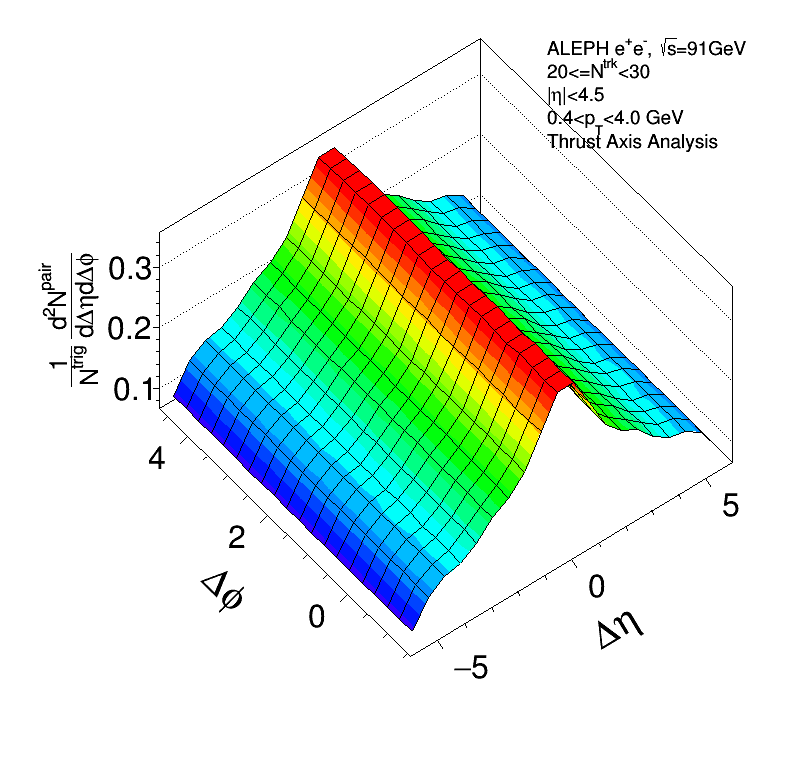 ALEPH e⁺e⁻, √s=91GeV
20<=Nᵗʳᵏ<30
|η|<4.5
0.4<p_T<4.0 GeV
Thrust Axis Analysis
1/N^trig d²N^pair/dΔηdΔϕ
0.3
0.2
0.1
4
2
0
Δϕ
−5
0
5
Δη